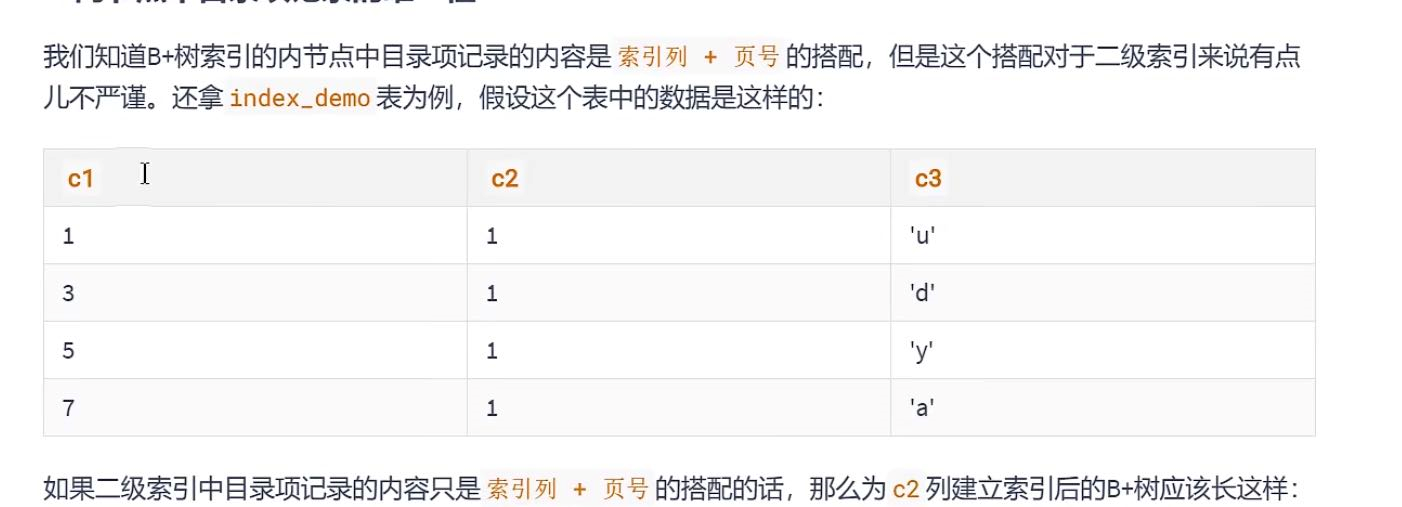 我们知道B+树索引的内节点中目录项记录的内容是 索引列 + 页号 的搭配，但是这个搭配对于二级索引来说有点
儿不严谨。还拿 index_demo 表为例，假设这个表中的数据是这样的：
c1 c2 c3
1 1 'u'
3 1 'd'
5 1 'y'
7 1 'a'
如果二级索引中目录项记录的内容只是 索引列 + 页号 的搭配的话，那么为 c2 列建立索引后的B+树应该长这样：